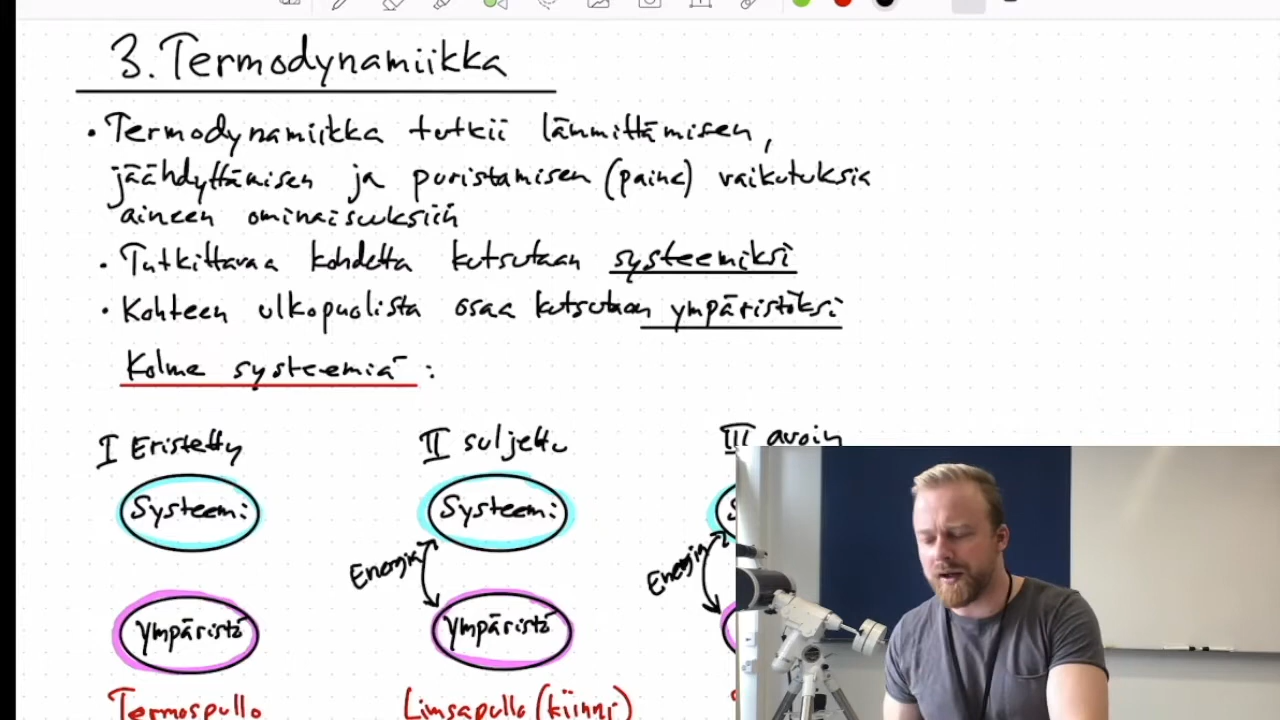 3. Termodynamiikka
• Termodynamiikka tutkii lämmittämisen,
jäähdyttämisen ja puristamisen (paine) vaikutuksia
aineen ominaisuuksiin
• Tutkittavaa kohdetta kutsutaan systeemiksi
• Kohteen ulkopuolista osaa kutsutaan ympäristöksi
Kolme systeemiä :
I Eristetty II suljettu III avoin
Systeemi Systeemi S
Energia Energia
Ympäristö Ympäristö
Termospullo Limsapullo (kiinni)